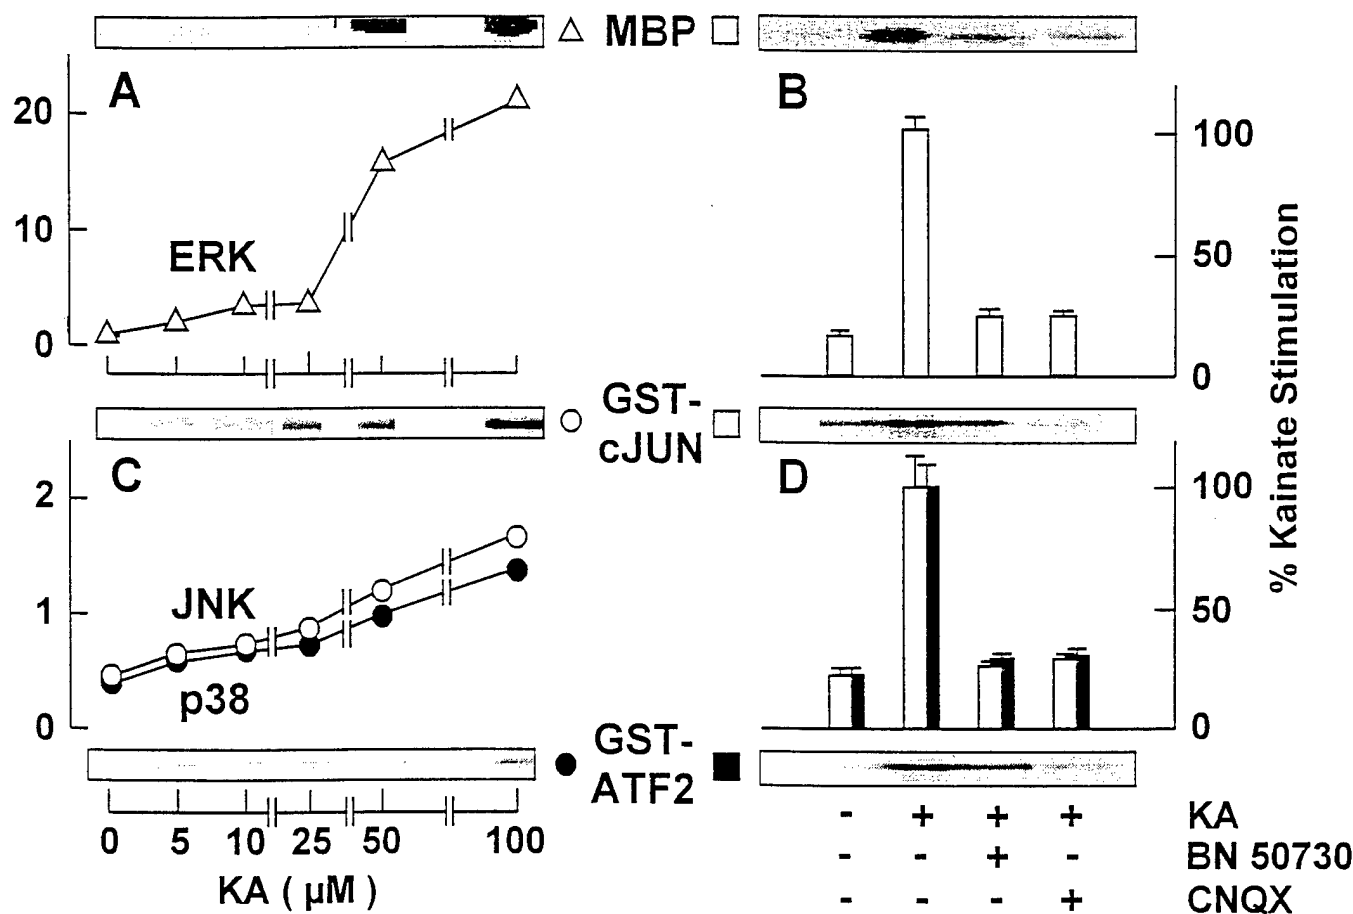 MBP
A
20
10
0
ERK
B
100
50
0
% Kainate Stimulation
GST-
cJUN
C
2
1
0
JNK
p38
D
100
50
0
GST-
ATF2
0 5 10 25 50 100
KA ( µM )
- + + + KA
- - + - BN 50730
- - - + CNQX